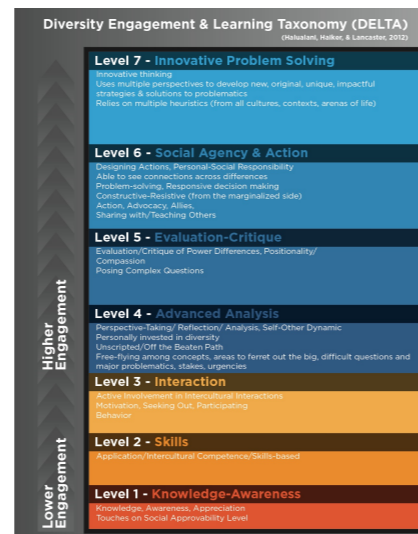 Diversity Engagement & Learning Taxonomy (DELTA)
(Halualani, Haiker, & Lancaster, 2012)
Level 7 - Innovative Problem Solving
Innovative thinking
Uses multiple perspectives to develop new, original, unique, impactful
strategies & solutions to problematics
Relies on multiple heuristics (from all cultures, contexts, arenas of life)
Level 6 - Social Agency & Action
Designing Actions, Personal-Social Responsibility
Able to see connections across differences
Problem-solving, Responsive decision making
Constructive-Resistive (from the marginalized side)
Action, Advocacy, Allies,
Sharing with/Teaching Others
Level 5 - Evaluation-Critique
Evaluation/Critique of Power Differences, Positionality/
Compassion
Posing Complex Questions
Level 4 - Advanced Analysis
Perspective-Taking/ Reflection/ Analysis, Self-Other Dynamic
Personally invested in diversity
Unscripted/Off the Beaten Path
Free-flying among concepts, areas to ferret out the big, difficult questions and
major problematics, stakes, urgencies
Higher
Engagement
Level 3 - Interaction
Active Involvement in Intercultural Interactions
Motivation, Seeking Out, Participating
Behavior
Level 2 - Skills
Application/Intercultural Competence/Skills-based
Level 1 - Knowledge-Awareness
Knowledge, Awareness, Appreciation
Touches on Social Approvability Level
Lower
Engagement